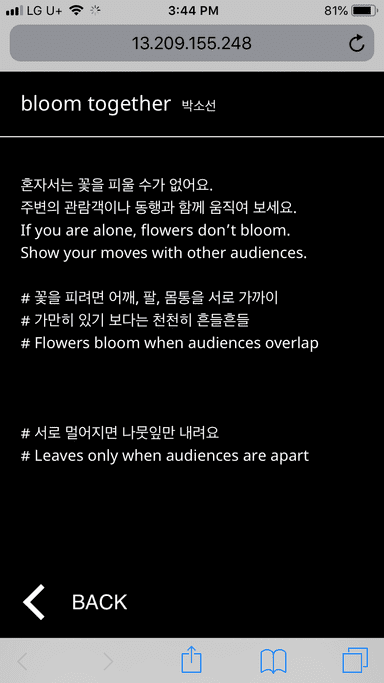 LG U+ 3:44 PM 81%
13.209.155.248
bloom together 박소선
혼자서는 꽃을 피울 수가 없어요.
주변의 관람객이나 동행과 함께 움직여 보세요.
If you are alone, flowers don’t bloom.
Show your moves with other audiences.
# 꽃을 피려면 어깨, 팔, 몸통을 서로 가까이
# 가만히 있기 보다는 천천히 흔들흔들
# Flowers bloom when audiences overlap
# 서로 멀어지면 나뭇잎만 내려요
# Leaves only when audiences are apart
BACK